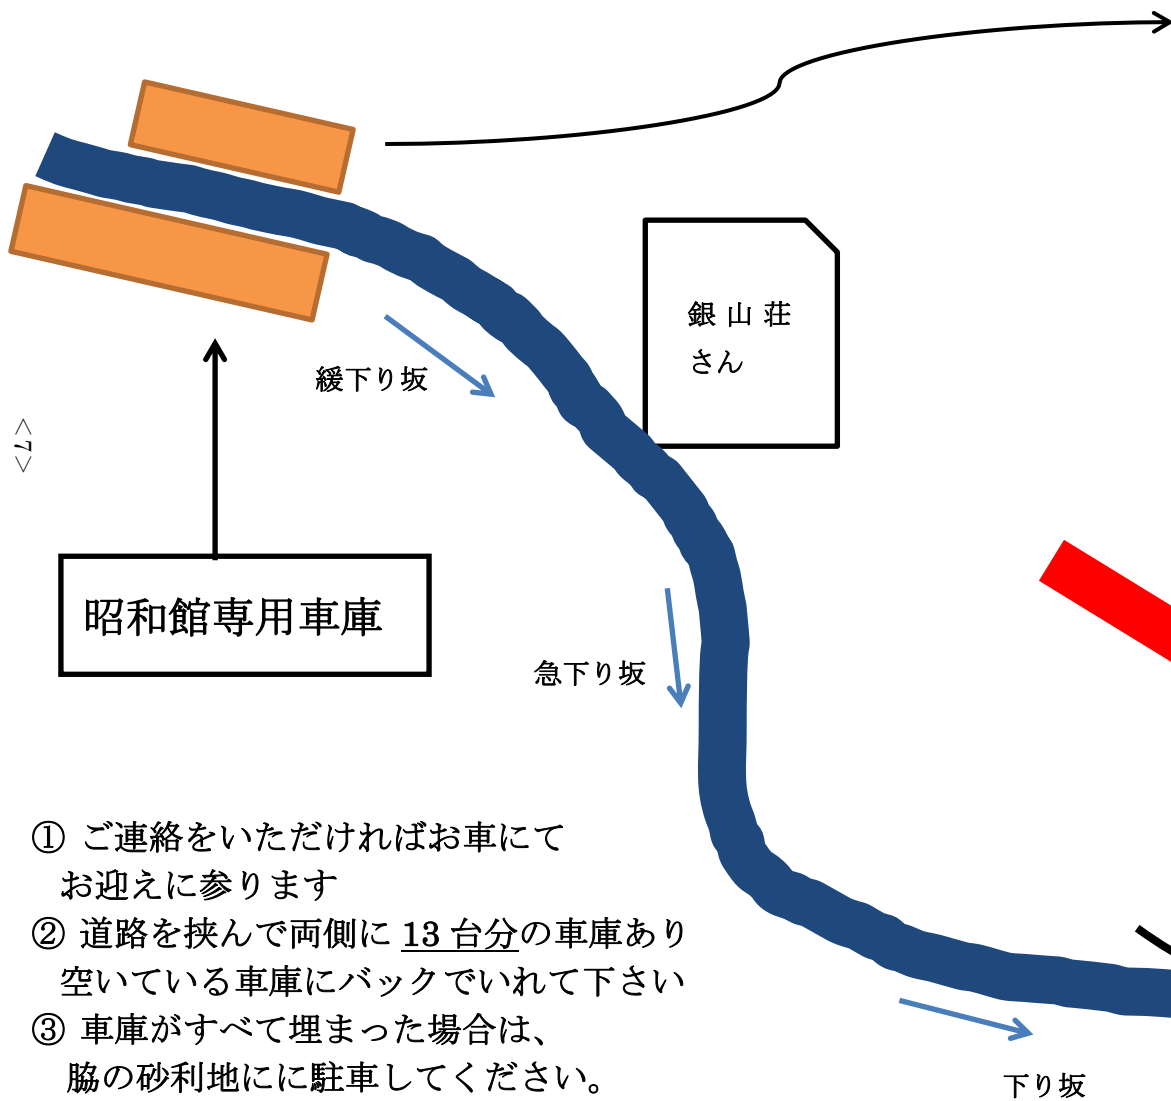 銀山荘
さん
緩下り坂
<7>
昭和館専用車庫
急下り坂
① ご連絡をいただければお車にて
お迎えに参ります
② 道路を挟んで両側に 13 台分の車庫あり
空いている車庫にバックでいれて下さい
③ 車庫がすべて埋まった場合は、
脇の砂利地にに駐車してください。
下り坂